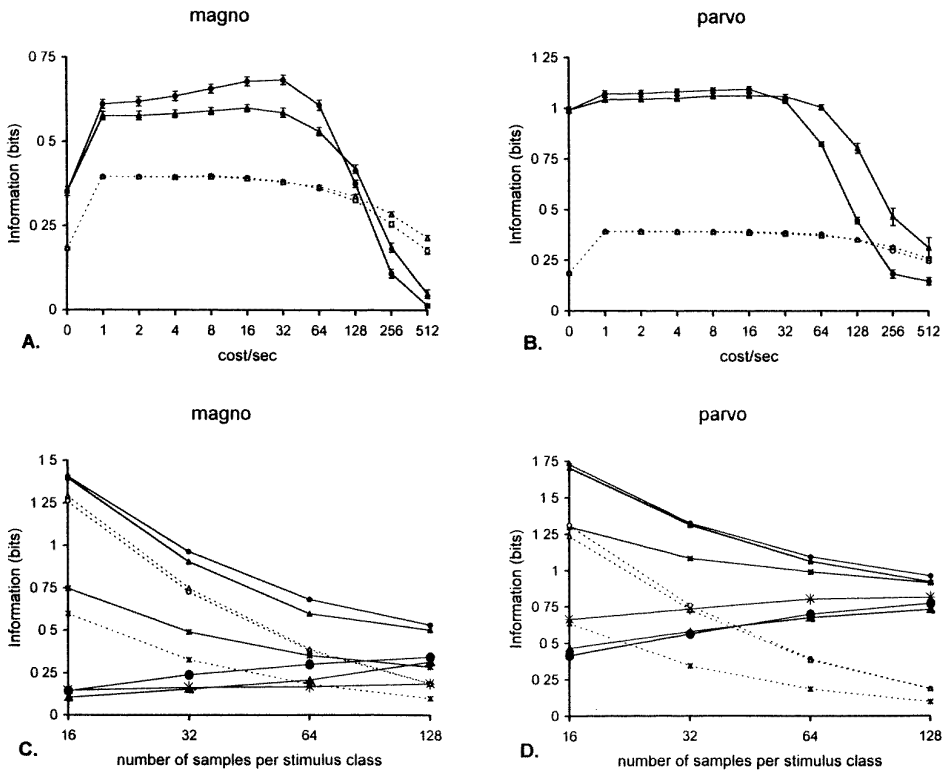 magno
parvo
0 75
0 5
0 25
0
Information (bits)
0 1 2 4 8 16 32 64 128 256 512
cost/sec
A.
1 25
1
0 75
0 5
0 25
0
Information (bits)
0 1 2 4 8 16 32 64 128 256 512
cost/sec
B.
magno
parvo
1 5
1 25
1
0 75
0 5
0 25
0
Information (bits)
16 32 64 128
number of samples per stimulus class
C.
1 75
1 5
1 25
1
0 75
0 5
0 25
0
Information (bits)
16 32 64 128
number of samples per stimulus class
D.